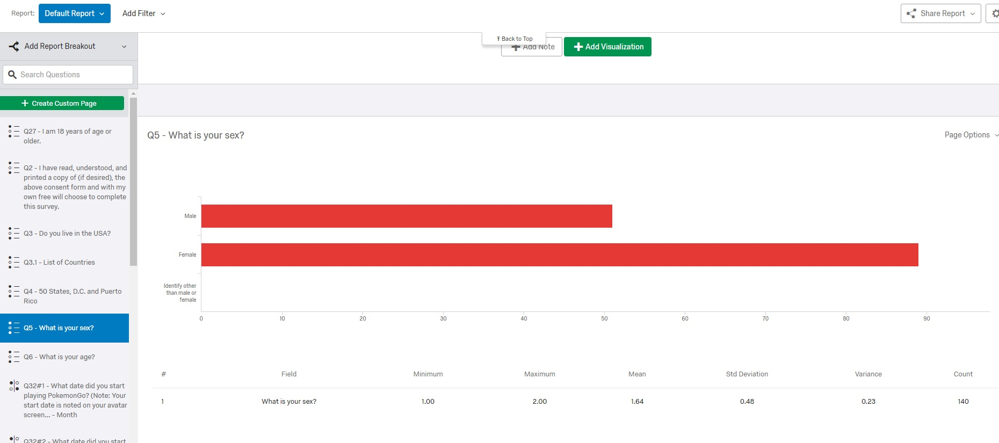 Report: Default Report Add Filter Share Report
Add Report Breakout
Back to Top
Add Note Add Visualization
Search Questions
Create Custom Page
Q27 - I am 18 years of age or
older.
Q2 - I have read, understood, and
printed a copy of (if desired), the
above consent form and with my
own free will choose to complete
this survey.
Q3 - Do you live in the USA?
Q3.1 - List of Countries
Q4 - 50 States, D.C. and Puerto
Rico
Q5 - What is your sex?
Q6 - What is your age?
Q32#1 - What date did you start
playing PokemonGo? (Note: Your
start date is noted on your avatar
screen... - Month
Q32#2 - What date did you start
Q5 - What is your sex?
Page Options
Male
Female
Identify other
than male or
female
0 10 20 30 40 50 60 70 80 90
# Field Minimum Maximum Mean Std Deviation Variance Count
1 What is your sex? 1.00 2.00 1.64 0.48 0.23 140